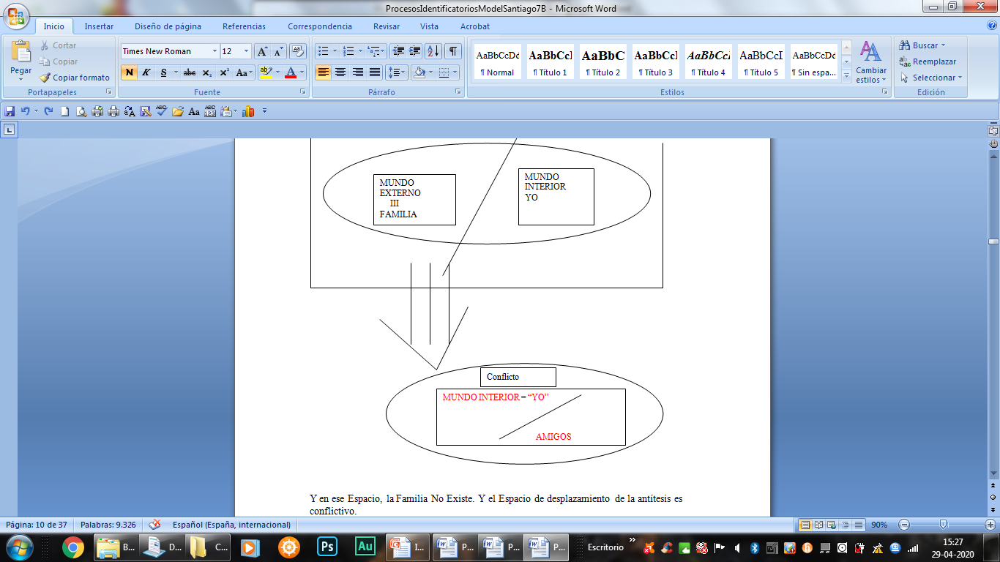 ProcesosIdentificatoriosModelSantiago7B - Microsoft Word
Inicio Insertar Diseño de página Referencias Correspondencia Revisar Vista Acrobat
Pegar
Cortar
Copiar
Copiar formato
Portapapeles
Times New Roman 12
N K S abc x₂ x² Aa
Fuente
Párrafo
AaBbCcDd AaBbCcI AaBbC AaBbCcI AaBbCcI AaBbCcI AaBbCcDd
¶ Normal ¶ Título 1 ¶ Título 2 ¶ Título 3 ¶ Título 4 ¶ Título 5 ¶ Sin espa...
Cambiar
estilos
Estilos
Buscar
Reemplazar
Seleccionar
Edición
MUNDO
EXTERNO
III
FAMILIA
MUNDO
INTERIOR
YO
Conflicto
MUNDO INTERIOR = “YO”
AMIGOS
Y en ese Espacio, la Familia No Existe. Y el Espacio de desplazamiento de la antítesis es
conflictivo.
Página: 10 de 37 Palabras: 9.326 Español (España, internacional) 90%
B... D... C... Ps Au I... P... P... P... Escritorio »
15:27
29-04-2020